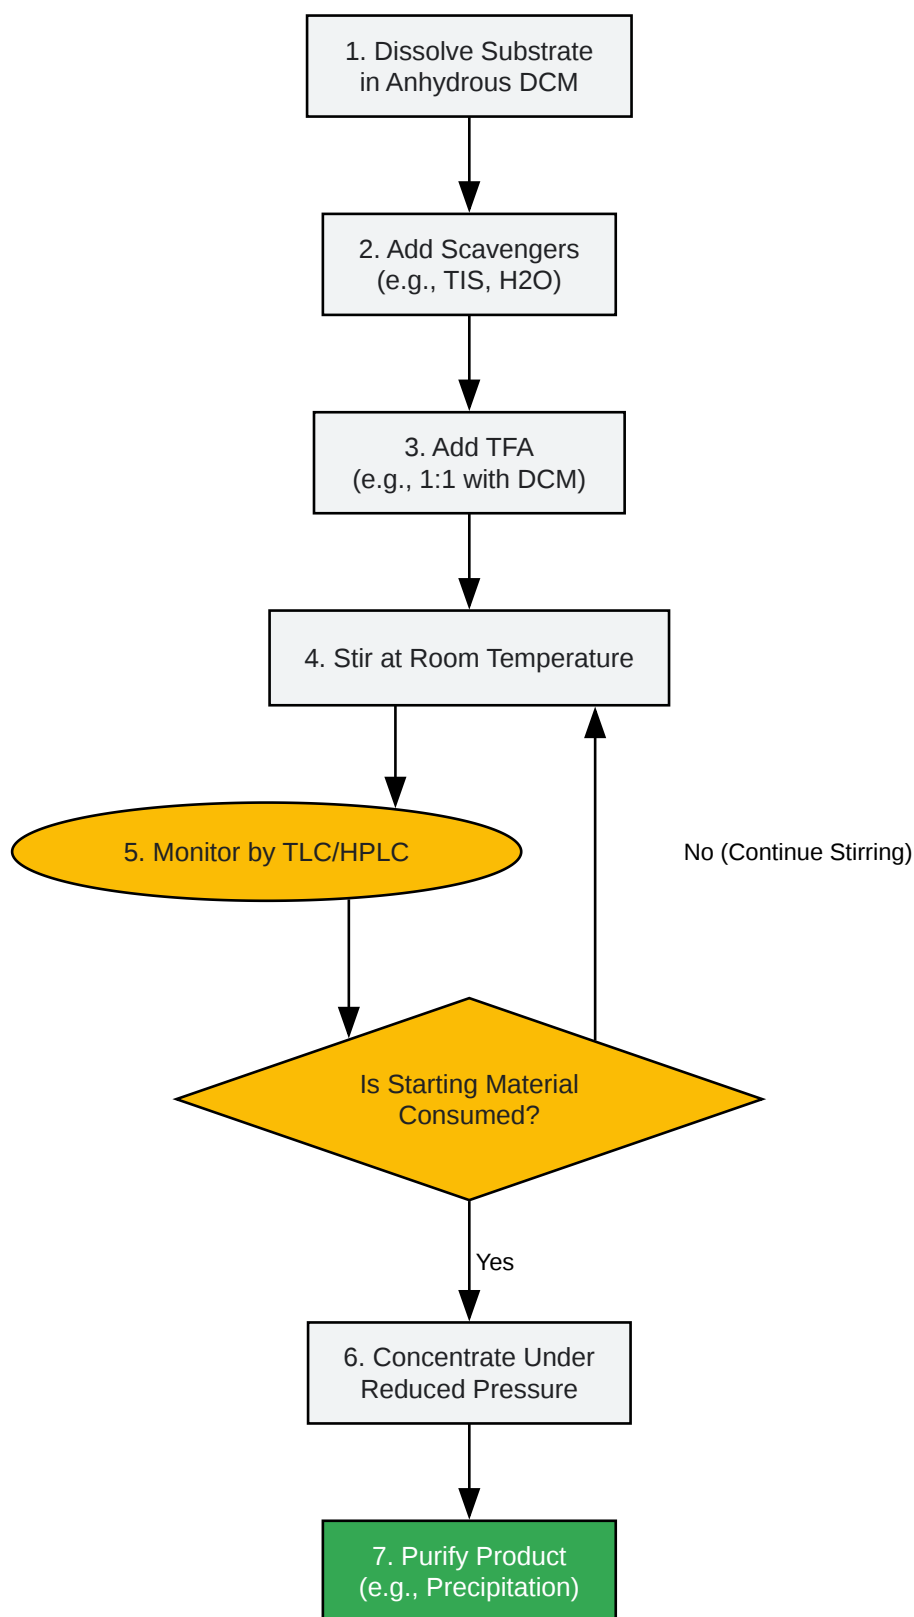 1. Dissolve Substrate
in Anhydrous DCM
2. Add Scavengers
(e.g., TIS, H2O)
3. Add TFA
(e.g., 1:1 with DCM)
4. Stir at Room Temperature
5. Monitor by TLC/HPLC
No (Continue Stirring)
Is Starting Material
Consumed?
Yes
6. Concentrate Under
Reduced Pressure
7. Purify Product
(e.g., Precipitation)